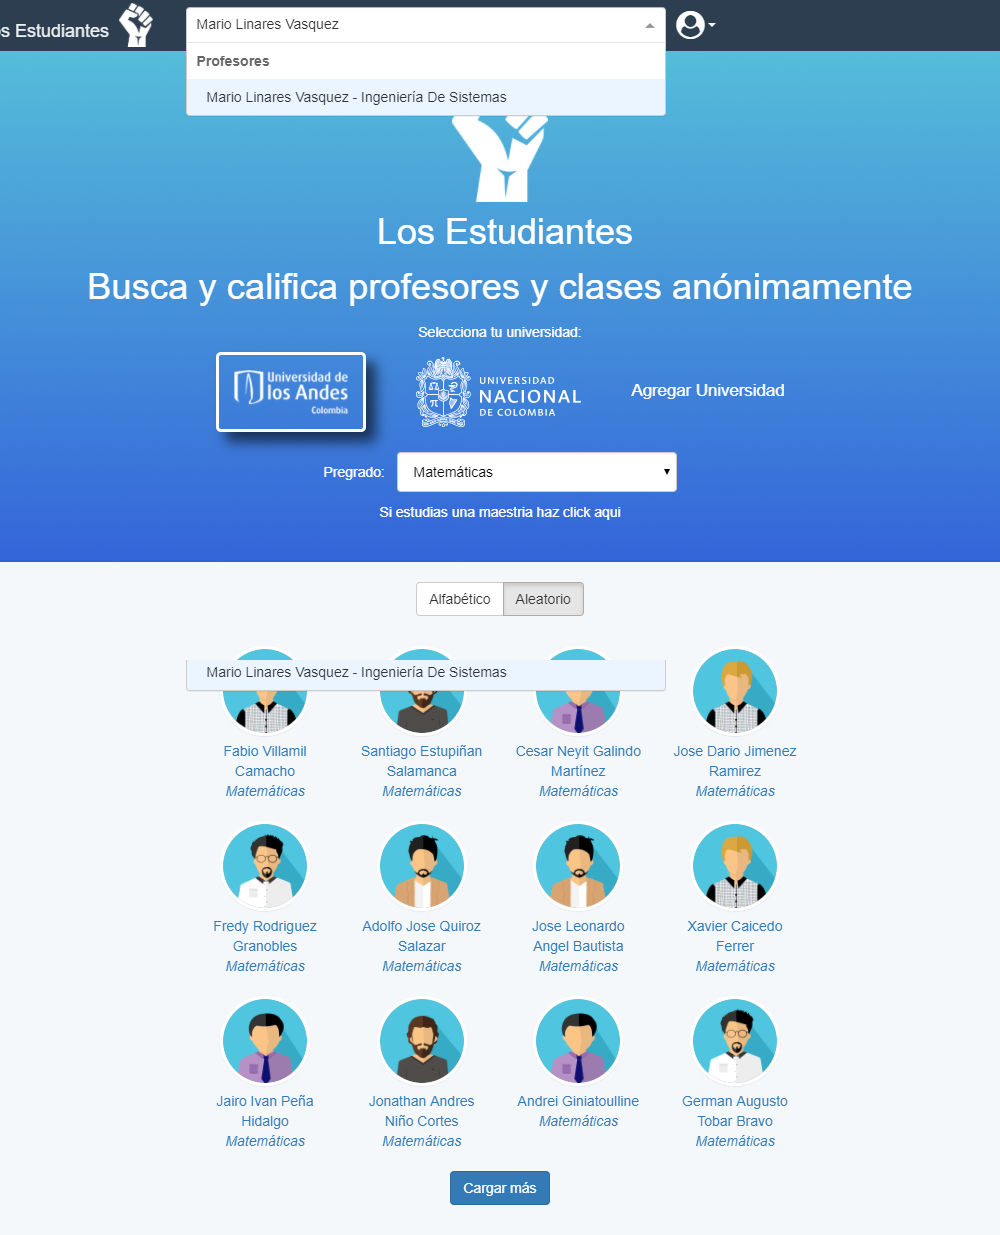 s Estudiantes
Mario Linares Vasquez
Profesores
Mario Linares Vasquez - Ingeniería De Sistemas
Los Estudiantes
Busca y califica profesores y clases anónimamente
Selecciona tu universidad:
Universidad de
los Andes
Colombia
UNIVERSIDAD
NACIONAL
DE COLOMBIA
Agregar Universidad
Pregrado: Matemáticas
Si estudias una maestria haz click aqui
Alfabético Aleatorio
Mario Linares Vasquez - Ingeniería De Sistemas
Fabio Villamil
Camacho
Matemáticas
Santiago Estupiñan
Salamanca
Matemáticas
Cesar Neyit Galindo
Martínez
Matemáticas
Jose Dario Jimenez
Ramirez
Matemáticas
Fredy Rodriguez
Granobles
Matemáticas
Adolfo Jose Quiroz
Salazar
Matemáticas
Jose Leonardo
Angel Bautista
Matemáticas
Xavier Caicedo
Ferrer
Matemáticas
Jairo Ivan Peña
Hidalgo
Matemáticas
Jonathan Andres
Niño Cortes
Matemáticas
Andrei Giniatoulline
Matemáticas
German Augusto
Tobar Bravo
Matemáticas
Cargar más